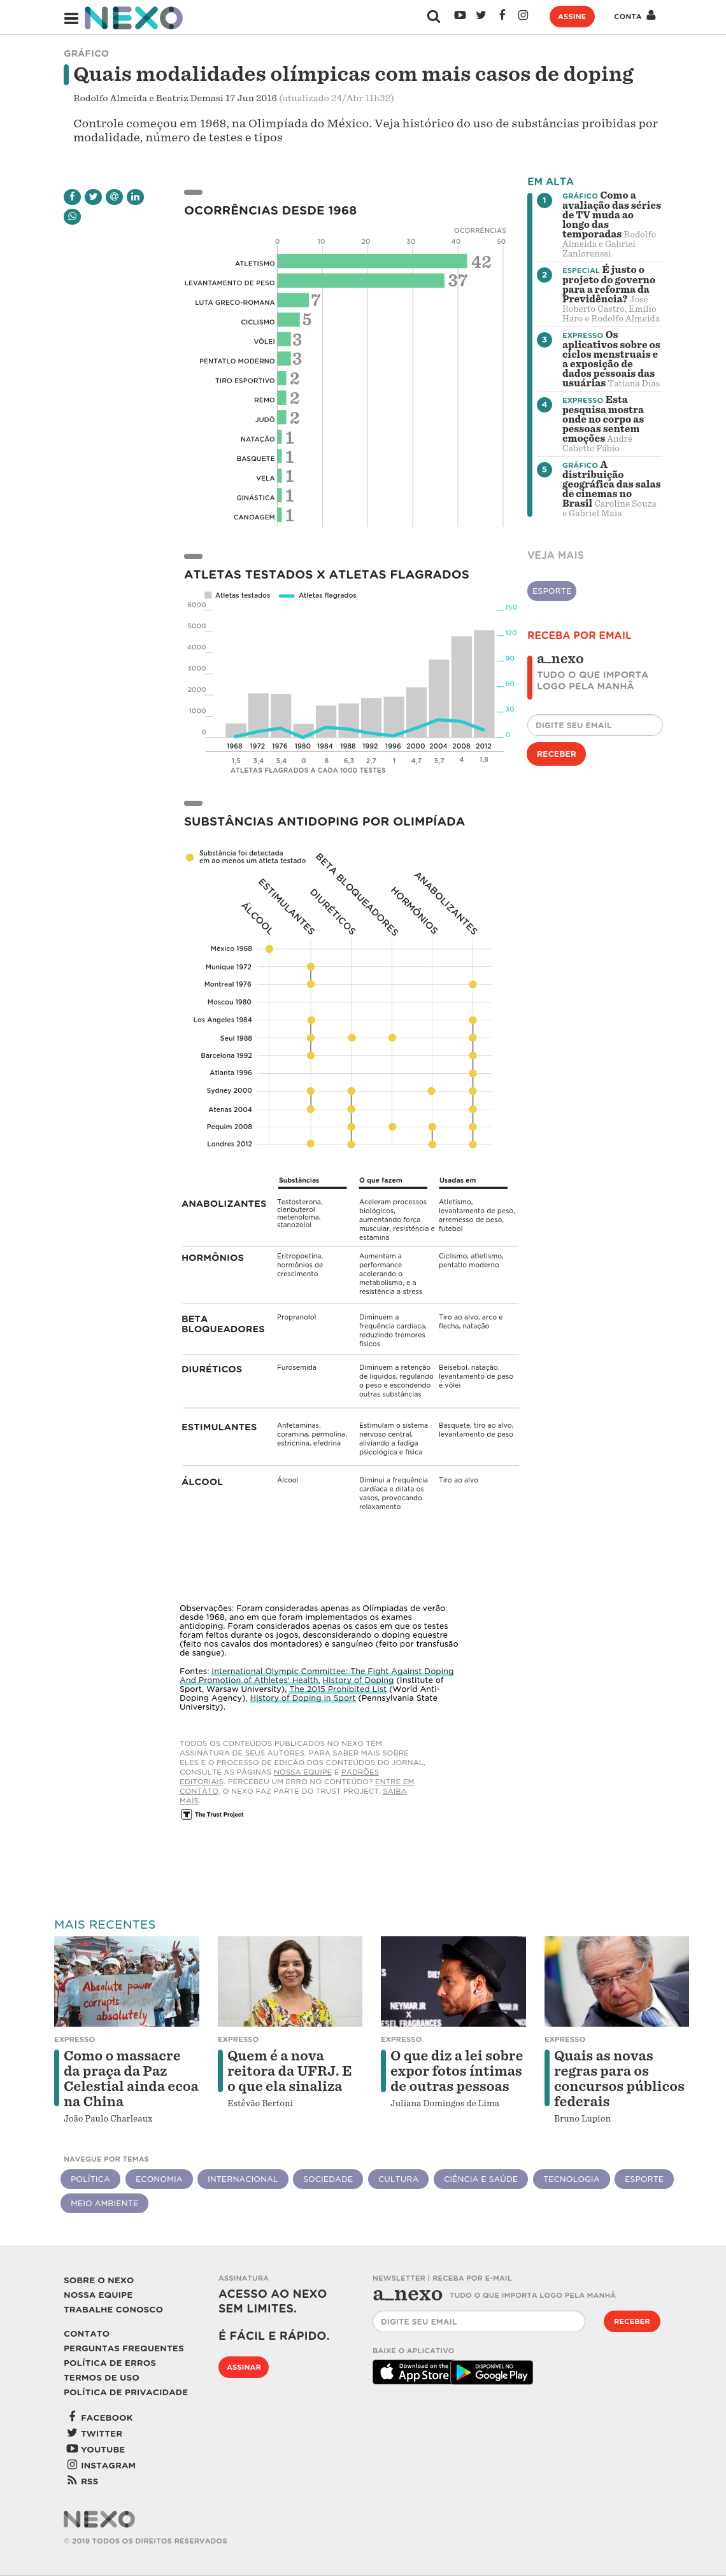 NEXO
ASSINE
CONTA
GRÁFICO
Quais modalidades olímpicas com mais casos de doping
Rodolfo Almeida e Beatriz Demasi 17 Jun 2016 (atualizado 24/Abr 11h32)
Controle começou em 1968, na Olimpíada do México. Veja histórico do uso de substâncias proibidas por
modalidade, número de testes e tipos
OCORRÊNCIAS DESDE 1968
OCORRÊNCIAS
0 10 20 30 40 50
ATLETISMO 42
LEVANTAMENTO DE PESO 37
LUTA GRECO-ROMANA 7
CICLISMO 5
VÔLEI 3
PENTATLO MODERNO 3
TIRO ESPORTIVO 2
REMO 2
JUDÔ 2
NATAÇÃO 1
BASQUETE 1
VELA 1
GINÁSTICA 1
CANOAGEM 1
EM ALTA
1 GRÁFICO Como a
avaliação das séries
de TV muda ao
longo das
temporadas Rodolfo
Almeida e Gabriel
Zanlorenssi
2 ESPECIAL É justo o
projeto do governo
para a reforma da
Previdência? José
Roberto Castro, Emilio
Haro e Rodolfo Almeida
3 EXPRESSO Os
aplicativos sobre os
ciclos menstruais e
a exposição de
dados pessoais das
usuárias Tatiana Dias
4 EXPRESSO Esta
pesquisa mostra
onde no corpo as
pessoas sentem
emoções André
Cabette Fábio
5 GRÁFICO A
distribuição
geográfica das salas
de cinemas no
Brasil Caroline Souza
e Gabriel Maia
VEJA MAIS
ESPORTE
RECEBA POR EMAIL
a_nexo
TUDO O QUE IMPORTA
LOGO PELA MANHÃ
DIGITE SEU EMAIL
RECEBER
ATLETAS TESTADOS X ATLETAS FLAGRADOS
Atletas testados Atletas flagrados
6000 150
5000 120
4000
3000 90
2000 60
1000 30
0 0
1968 1972 1976 1980 1984 1988 1992 1996 2000 2004 2008 2012
1,5 3,4 5,4 0 8 6,3 2,7 1 4,7 5,7 4 1,8
ATLETAS FLAGRADOS A CADA 1000 TESTES
SUBSTÂNCIAS ANTIDOPING POR OLIMPÍADA
Substância foi detectada
em ao menos um atleta testado
ÁLCOOL
ESTIMULANTES
DIURÉTICOS
BETA BLOQUEADORES
HORMÔNIOS
ANABOLIZANTES
México 1968
Munique 1972
Montreal 1976
Moscou 1980
Los Angeles 1984
Seul 1988
Barcelona 1992
Atlanta 1996
Sydney 2000
Atenas 2004
Pequim 2008
Londres 2012
Substâncias O que fazem Usadas em
ANABOLIZANTES
Testosterona,
clenbuterol
metenoloma,
stanozolol
Aceleram processos
biológicos,
aumentando força
muscular, resistência e
estamina
Atletismo,
levantamento de peso,
arremesso de peso,
futebol
HORMÔNIOS
Eritropoetina,
hormônios de
crescimento
Aumentam a
performance
acelerando o
metabolismo, e a
resistência a stress
Ciclismo, atletismo,
pentatlo moderno
BETA
BLOQUEADORES
Propranolol
Diminuem a
frequência cardíaca,
reduzindo tremores
físicos
Tiro ao alvo, arco e
flecha, natação
DIURÉTICOS
Furosemida
Diminuem a retenção
de líquidos, regulando
o peso e escondendo
outras substâncias
Beisebol, natação,
levantamento de peso
e vôlei
ESTIMULANTES
Anfetaminas,
coramina, permolina,
estricnina, efedrina
Estimulam o sistema
nervoso central,
aliviando a fadiga
psicológica e física
Basquete, tiro ao alvo,
levantamento de peso
ÁLCOOL
Álcool
Diminui a frequência
cardíaca e dilata os
vasos, provocando
relaxamento
Tiro ao alvo
Observações: Foram consideradas apenas as Olímpiadas de verão
desde 1968, ano em que foram implementados os exames
antidoping. Foram considerados apenas os casos em que os testes
foram feitos durante os jogos, desconsiderando o doping equestre
(feito nos cavalos dos montadores) e sanguíneo (feito por transfusão
de sangue).
Fontes: International Olympic Committee: The Fight Against Doping
And Promotion of Athletes' Health, History of Doping (Institute of
Sport, Warsaw University), The 2015 Prohibited List (World Anti-
Doping Agency), History of Doping in Sport (Pennsylvania State
University).
TODOS OS CONTEÚDOS PUBLICADOS NO NEXO TÊM
ASSINATURA DE SEUS AUTORES. PARA SABER MAIS SOBRE
ELES E O PROCESSO DE EDIÇÃO DOS CONTEÚDOS DO JORNAL,
CONSULTE AS PÁGINAS NOSSA EQUIPE E PADRÕES
EDITORIAIS. PERCEBEU UM ERRO NO CONTEÚDO? ENTRE EM
CONTATO. O NEXO FAZ PARTE DO TRUST PROJECT. SAIBA
MAIS.
T The Trust Project
MAIS RECENTES
Absolute power
corrupts
absolutely
NEYMAR JR
FRAGRANCES
EXPRESSO
Como o massacre
da praça da Paz
Celestial ainda ecoa
na China
João Paulo Charleaux
EXPRESSO
Quem é a nova
reitora da UFRJ. E
o que ela sinaliza
Estêvão Bertoni
EXPRESSO
O que diz a lei sobre
expor fotos íntimas
de outras pessoas
Juliana Domingos de Lima
EXPRESSO
Quais as novas
regras para os
concursos públicos
federais
Bruno Lupion
NAVEGUE POR TEMAS
POLÍTICA ECONOMIA INTERNACIONAL SOCIEDADE CULTURA CIÊNCIA E SAÚDE TECNOLOGIA ESPORTE
MEIO AMBIENTE
SOBRE O NEXO
NOSSA EQUIPE
TRABALHE CONOSCO
CONTATO
PERGUNTAS FREQUENTES
POLÍTICA DE ERROS
TERMOS DE USO
POLÍTICA DE PRIVACIDADE
FACEBOOK
TWITTER
YOUTUBE
INSTAGRAM
RSS
ASSINATURA
ACESSO AO NEXO
SEM LIMITES.
É FÁCIL E RÁPIDO.
ASSINAR
NEWSLETTER | RECEBA POR E-MAIL
a_nexo TUDO O QUE IMPORTA LOGO PELA MANHÃ
DIGITE SEU EMAIL
RECEBER
BAIXE O APLICATIVO
Download on the
App Store
DISPONÍVEL NO
Google Play
NEXO
© 2019 TODOS OS DIREITOS RESERVADOS